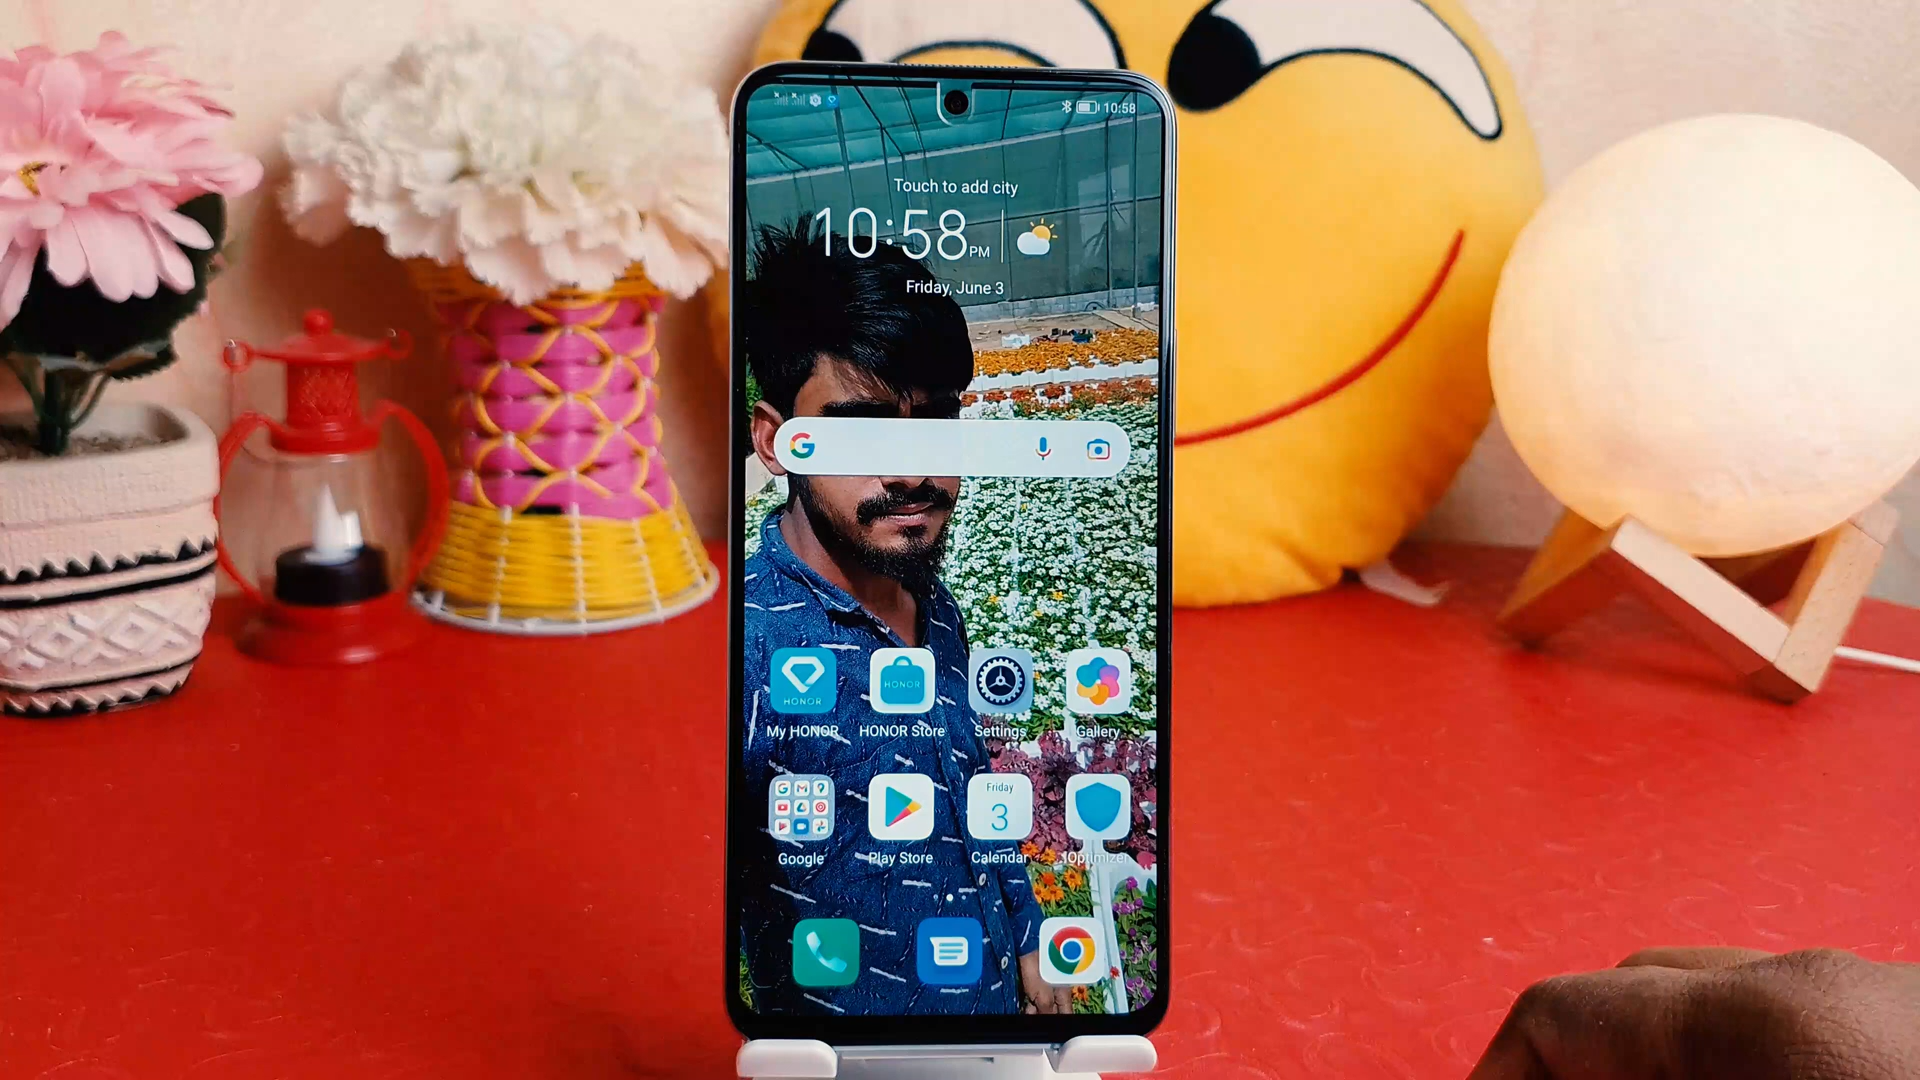 10:58
Touch to add city
10:58 PM
Friday, June 3
G
HONOR
HONOR
My HONOR
HONOR Store
Settings
Gallery
Friday
3
Google
Play Store
Calendar
Optimizer